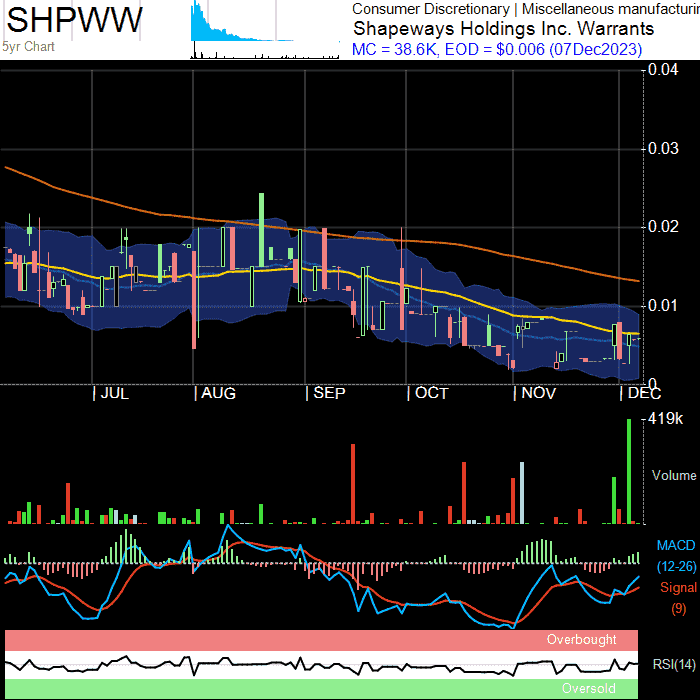 SHPWW
5yr Chart
Consumer Discretionary | Miscellaneous manufacturin
Shapeways Holdings Inc. Warrants
MC = 38.6K, EOD = $0.006 (07Dec2023)
0.04
0.03
0.02
0.01
0
| JUL | AUG | SEP | OCT | NOV | DEC
419k
Volume
MACD
(12-26)
Signal
(9)
Overbought
RSI(14)
Oversold